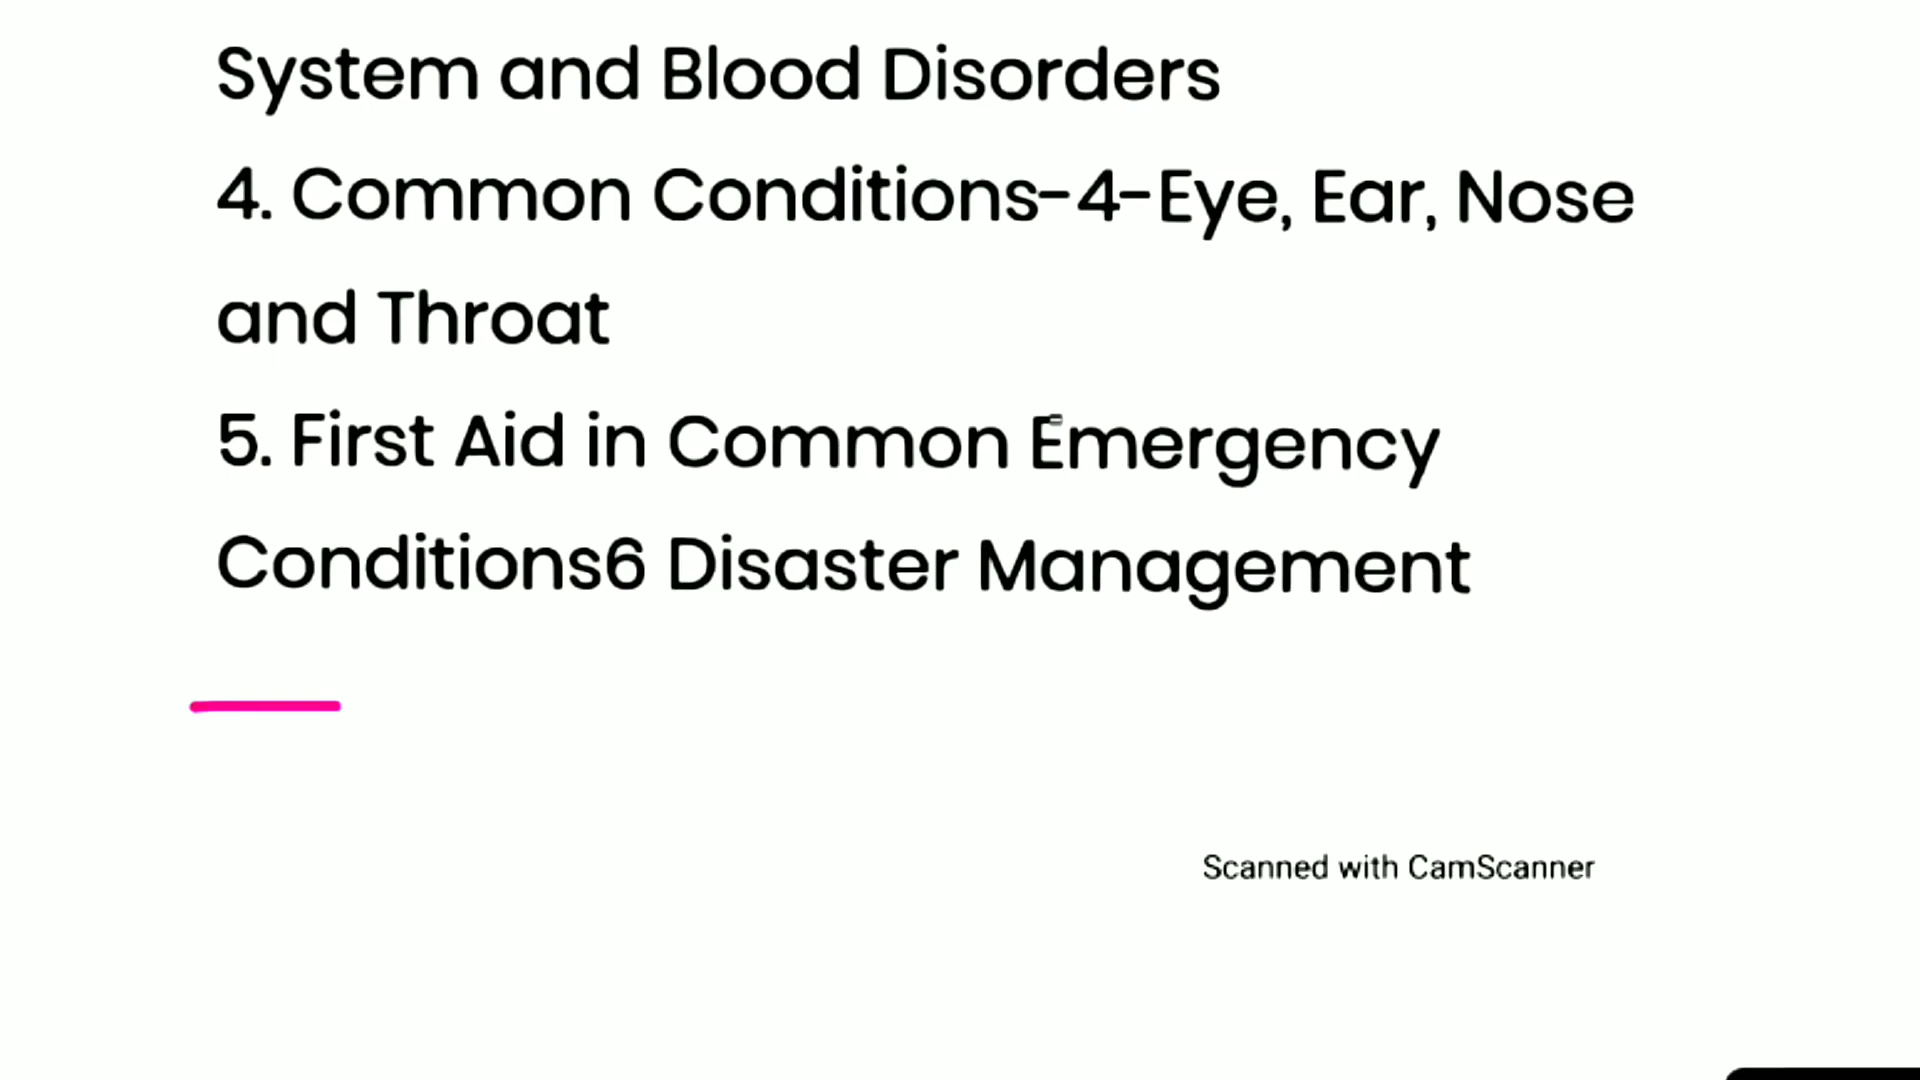 System and Blood Disorders
4. Common Conditions-4-Eye, Ear, Nose
and Throat
5. First Aid in Common Emergency
Conditions6 Disaster Management
Scanned with CamScanner